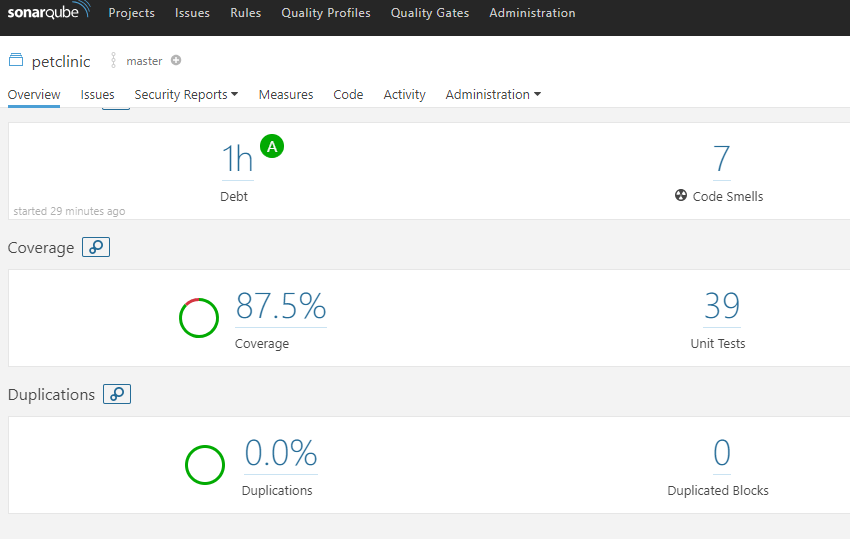 sonarqube Projects Issues Rules Quality Profiles Quality Gates Administration
petclinic master
Overview Issues Security Reports Measures Code Activity Administration
1h A 7
Debt Code Smells
started 29 minutes ago
Coverage
87.5% 39
Coverage Unit Tests
Duplications
0.0% 0
Duplications Duplicated Blocks